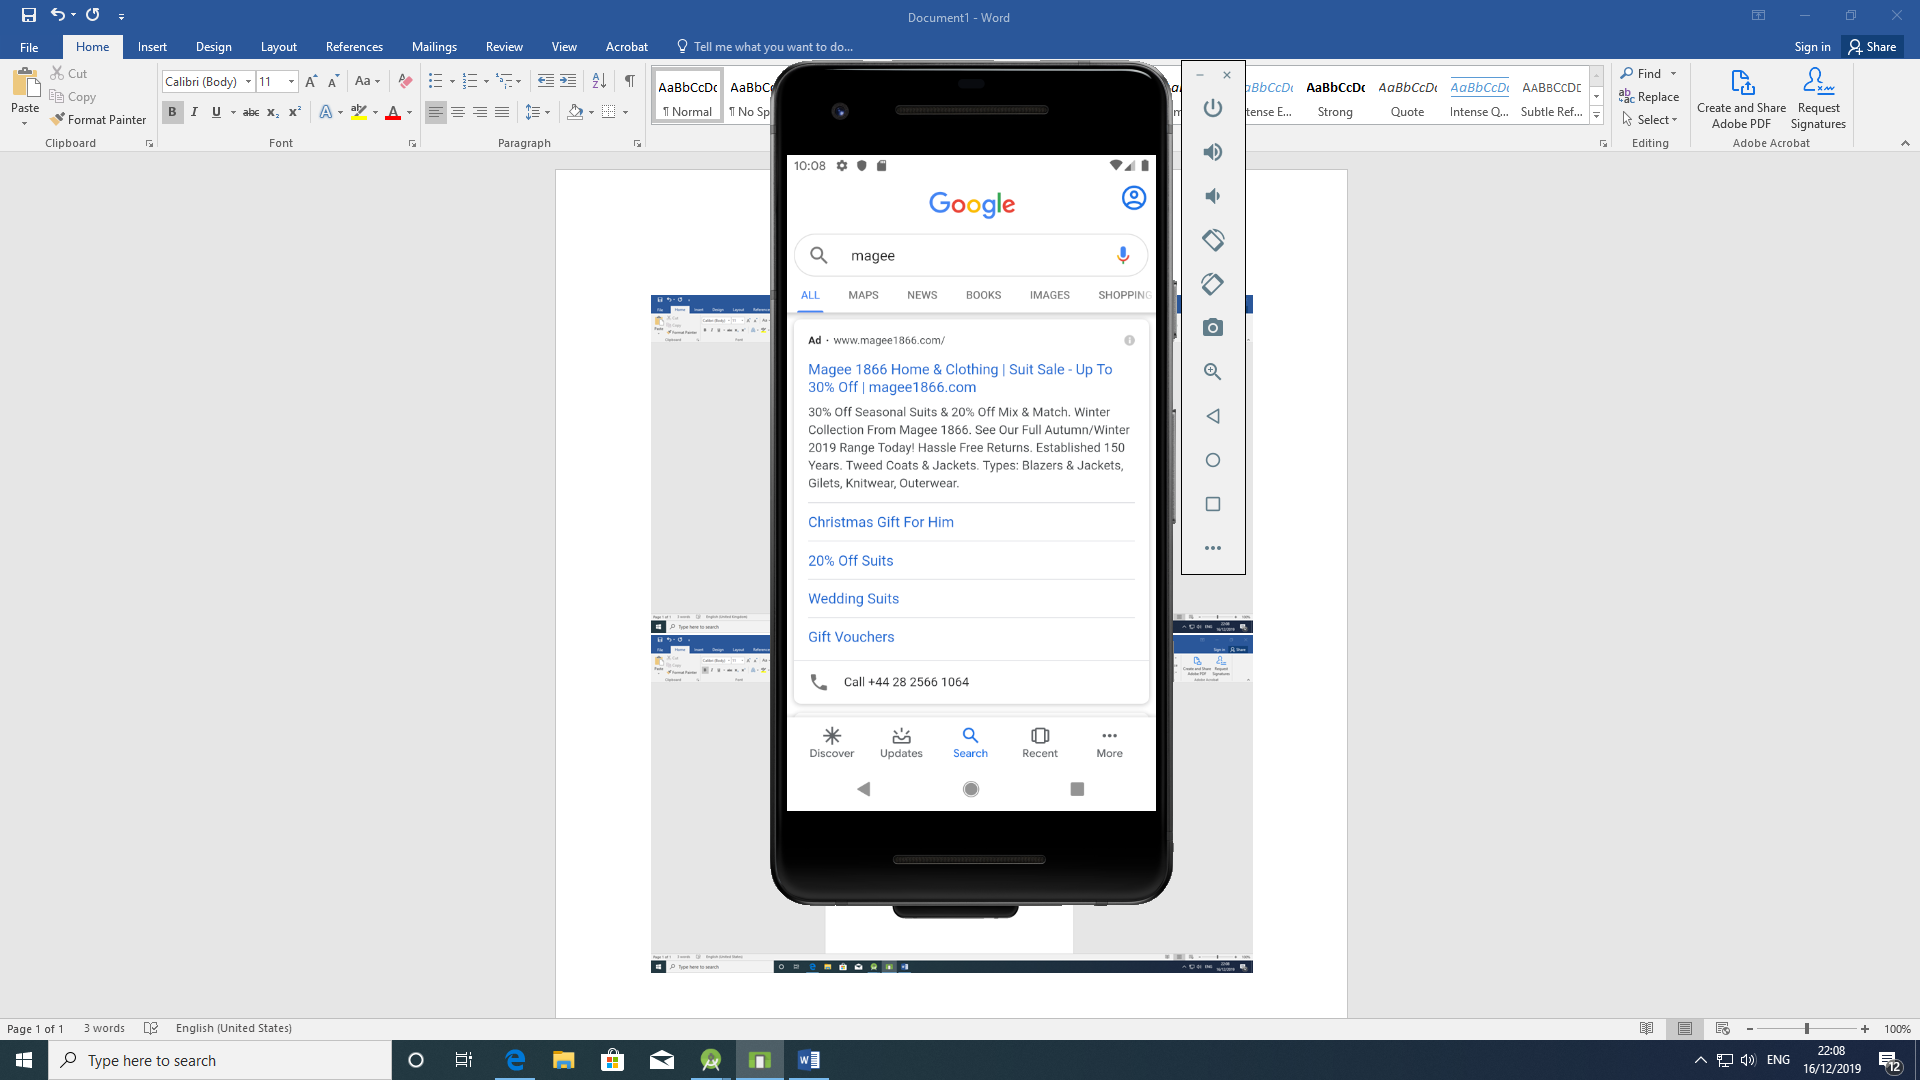 Document1 - Word
File
Home
Insert
Design
Layout
References
Mailings
Review
View
Acrobat
Tell me what you want to do...
Sign in
Share
Paste
Cut
Copy
Format Painter
Clipboard
Calibri (Body)
11
Font
Paragraph
AaBbCcDc
¶ Normal
¶ No Sp
tense E...
AaBbCcDc
Strong
AaBbCcDc
Quote
AaBbCcDc
Intense Q...
AABBCCDE
Subtle Ref...
Find
Replace
Select
Editing
Create and Share
Adobe PDF
Request
Signatures
Adobe Acrobat
10:08
Google
magee
ALL MAPS NEWS BOOKS IMAGES SHOPPING
Ad · www.magee1866.com/
Magee 1866 Home & Clothing | Suit Sale - Up To
30% Off | magee1866.com
30% Off Seasonal Suits & 20% Off Mix & Match. Winter
Collection From Magee 1866. See Our Full Autumn/Winter
2019 Range Today! Hassle Free Returns. Established 150
Years. Tweed Coats & Jackets. Types: Blazers & Jackets,
Gilets, Knitwear, Outerwear.
Christmas Gift For Him
20% Off Suits
Wedding Suits
Gift Vouchers
Call +44 28 2566 1064
Discover
Updates
Search
Recent
More
Page 1 of 1
3 words
English (United States)
100%
Type here to search
ENG
22:08
16/12/2019
12